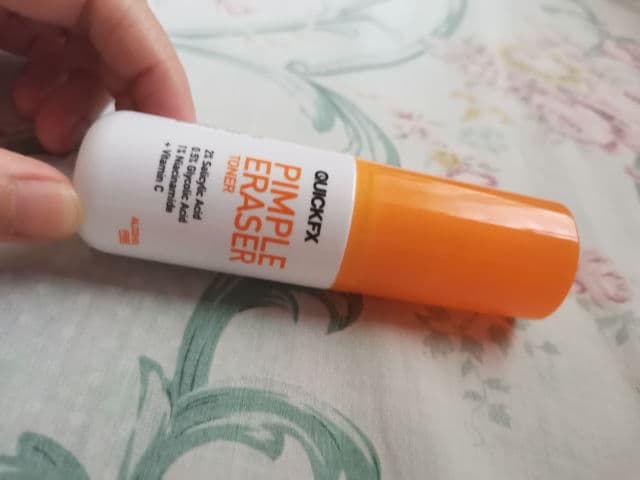 QUICKFX
PIMPLE
ERASER
TONER
2% Salicylic Acid
0.5% Glycolic Acid
1% Niacinamide
+ Vitamin C